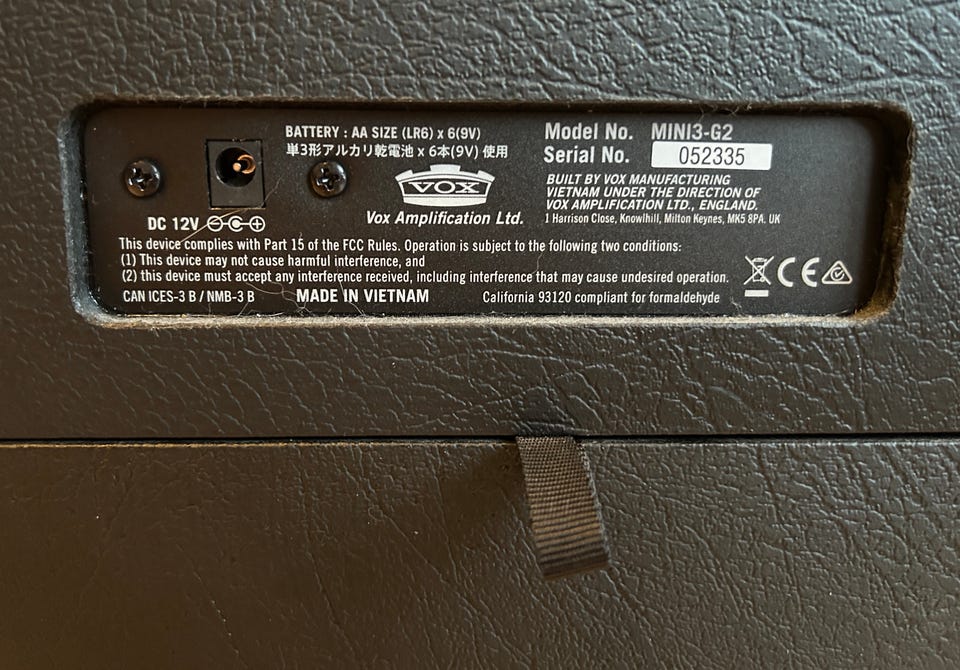 BATTERY : AA SIZE (LR6) x 6(9V)
単3形アルカリ乾電池 x 6本(9V) 使用
DC 12V
VOX
Vox Amplification Ltd.
Model No. MINI3-G2
Serial No. 052335
BUILT BY VOX MANUFACTURING
VIETNAM UNDER THE DIRECTION OF
VOX AMPLIFICATION LTD., ENGLAND.
1 Harrison Close, Knowlhill, Milton Keynes, MK5 8PA. UK
This device complies with Part 15 of the FCC Rules. Operation is subject to the following two conditions:
(1) This device may not cause harmful interference, and
(2) this device must accept any interference received, including interference that may cause undesired operation.
CAN ICES-3 B / NMB-3 B
MADE IN VIETNAM
California 93120 compliant for formaldehyde
CE